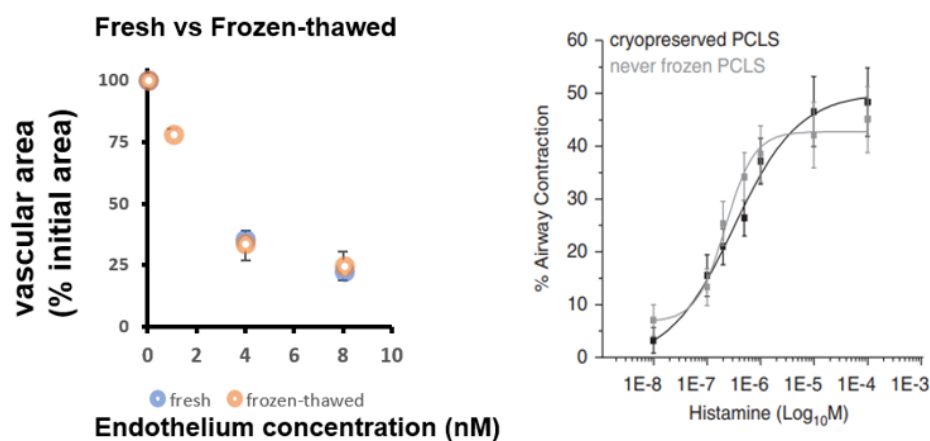 Fresh vs Frozen-thawed
vascular area
(% initial area)
100
75
50
25
0
0 2 4 6 8 10
fresh frozen-thawed
Endothelium concentration (nM)
60
50
40
30
20
10
0
% Airway Contraction
cryopreserved PCLS
never frozen PCLS
1E-8 1E-7 1E-6 1E-5 1E-4 1E-3
Histamine (Log₁₀M)